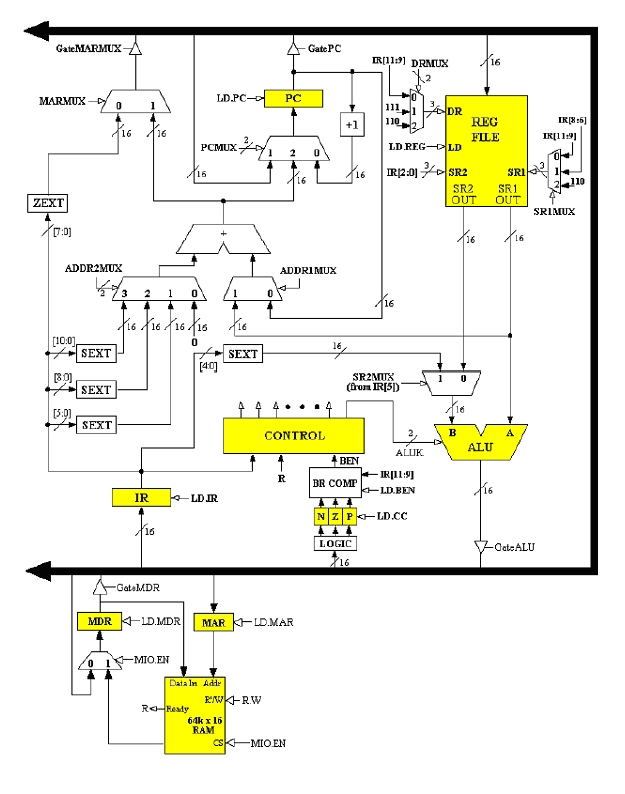 GateMARMUX
GatePC
IR[11:9]
DRMUX
2
16
MARMUX
0 1
LD.PC
PC
0
111
1
110
2
3
DR
REG
FILE
IR[8:6]
IR[11:9]
16
16
+1
LD.REG
LD
PCMUX
2
1 2 0
IR[2:0]
3
SR2
SR1
3
0
1
2
110
ZEXT
16
16
16
SR2
OUT
SR1
OUT
SR1MUX
[7:0]
+
16
16
ADDR2MUX
2
3 2 1 0
1 0
ADDR1MUX
16
16
16
16
16
16
0
[10:0]
SEXT
[4:0]
SEXT
16
[8:0]
SEXT
SR2MUX
(from IR[5])
1 0
[5:0]
SEXT
16
CONTROL
2
ALUK
B
A
ALU
BEN
R
IR[11:9]
BR COMP
LD.BEN
IR
LD.IR
16
N Z P
LD.CC
16
LOGIC
16
GateALU
GateMDR
MDR
LD.MDR
MAR
LD.MAR
0 1
MIO.EN
Data In
Addr
R'/W
R.W
R
Ready
64k x 16
RAM
CS
MIO.EN